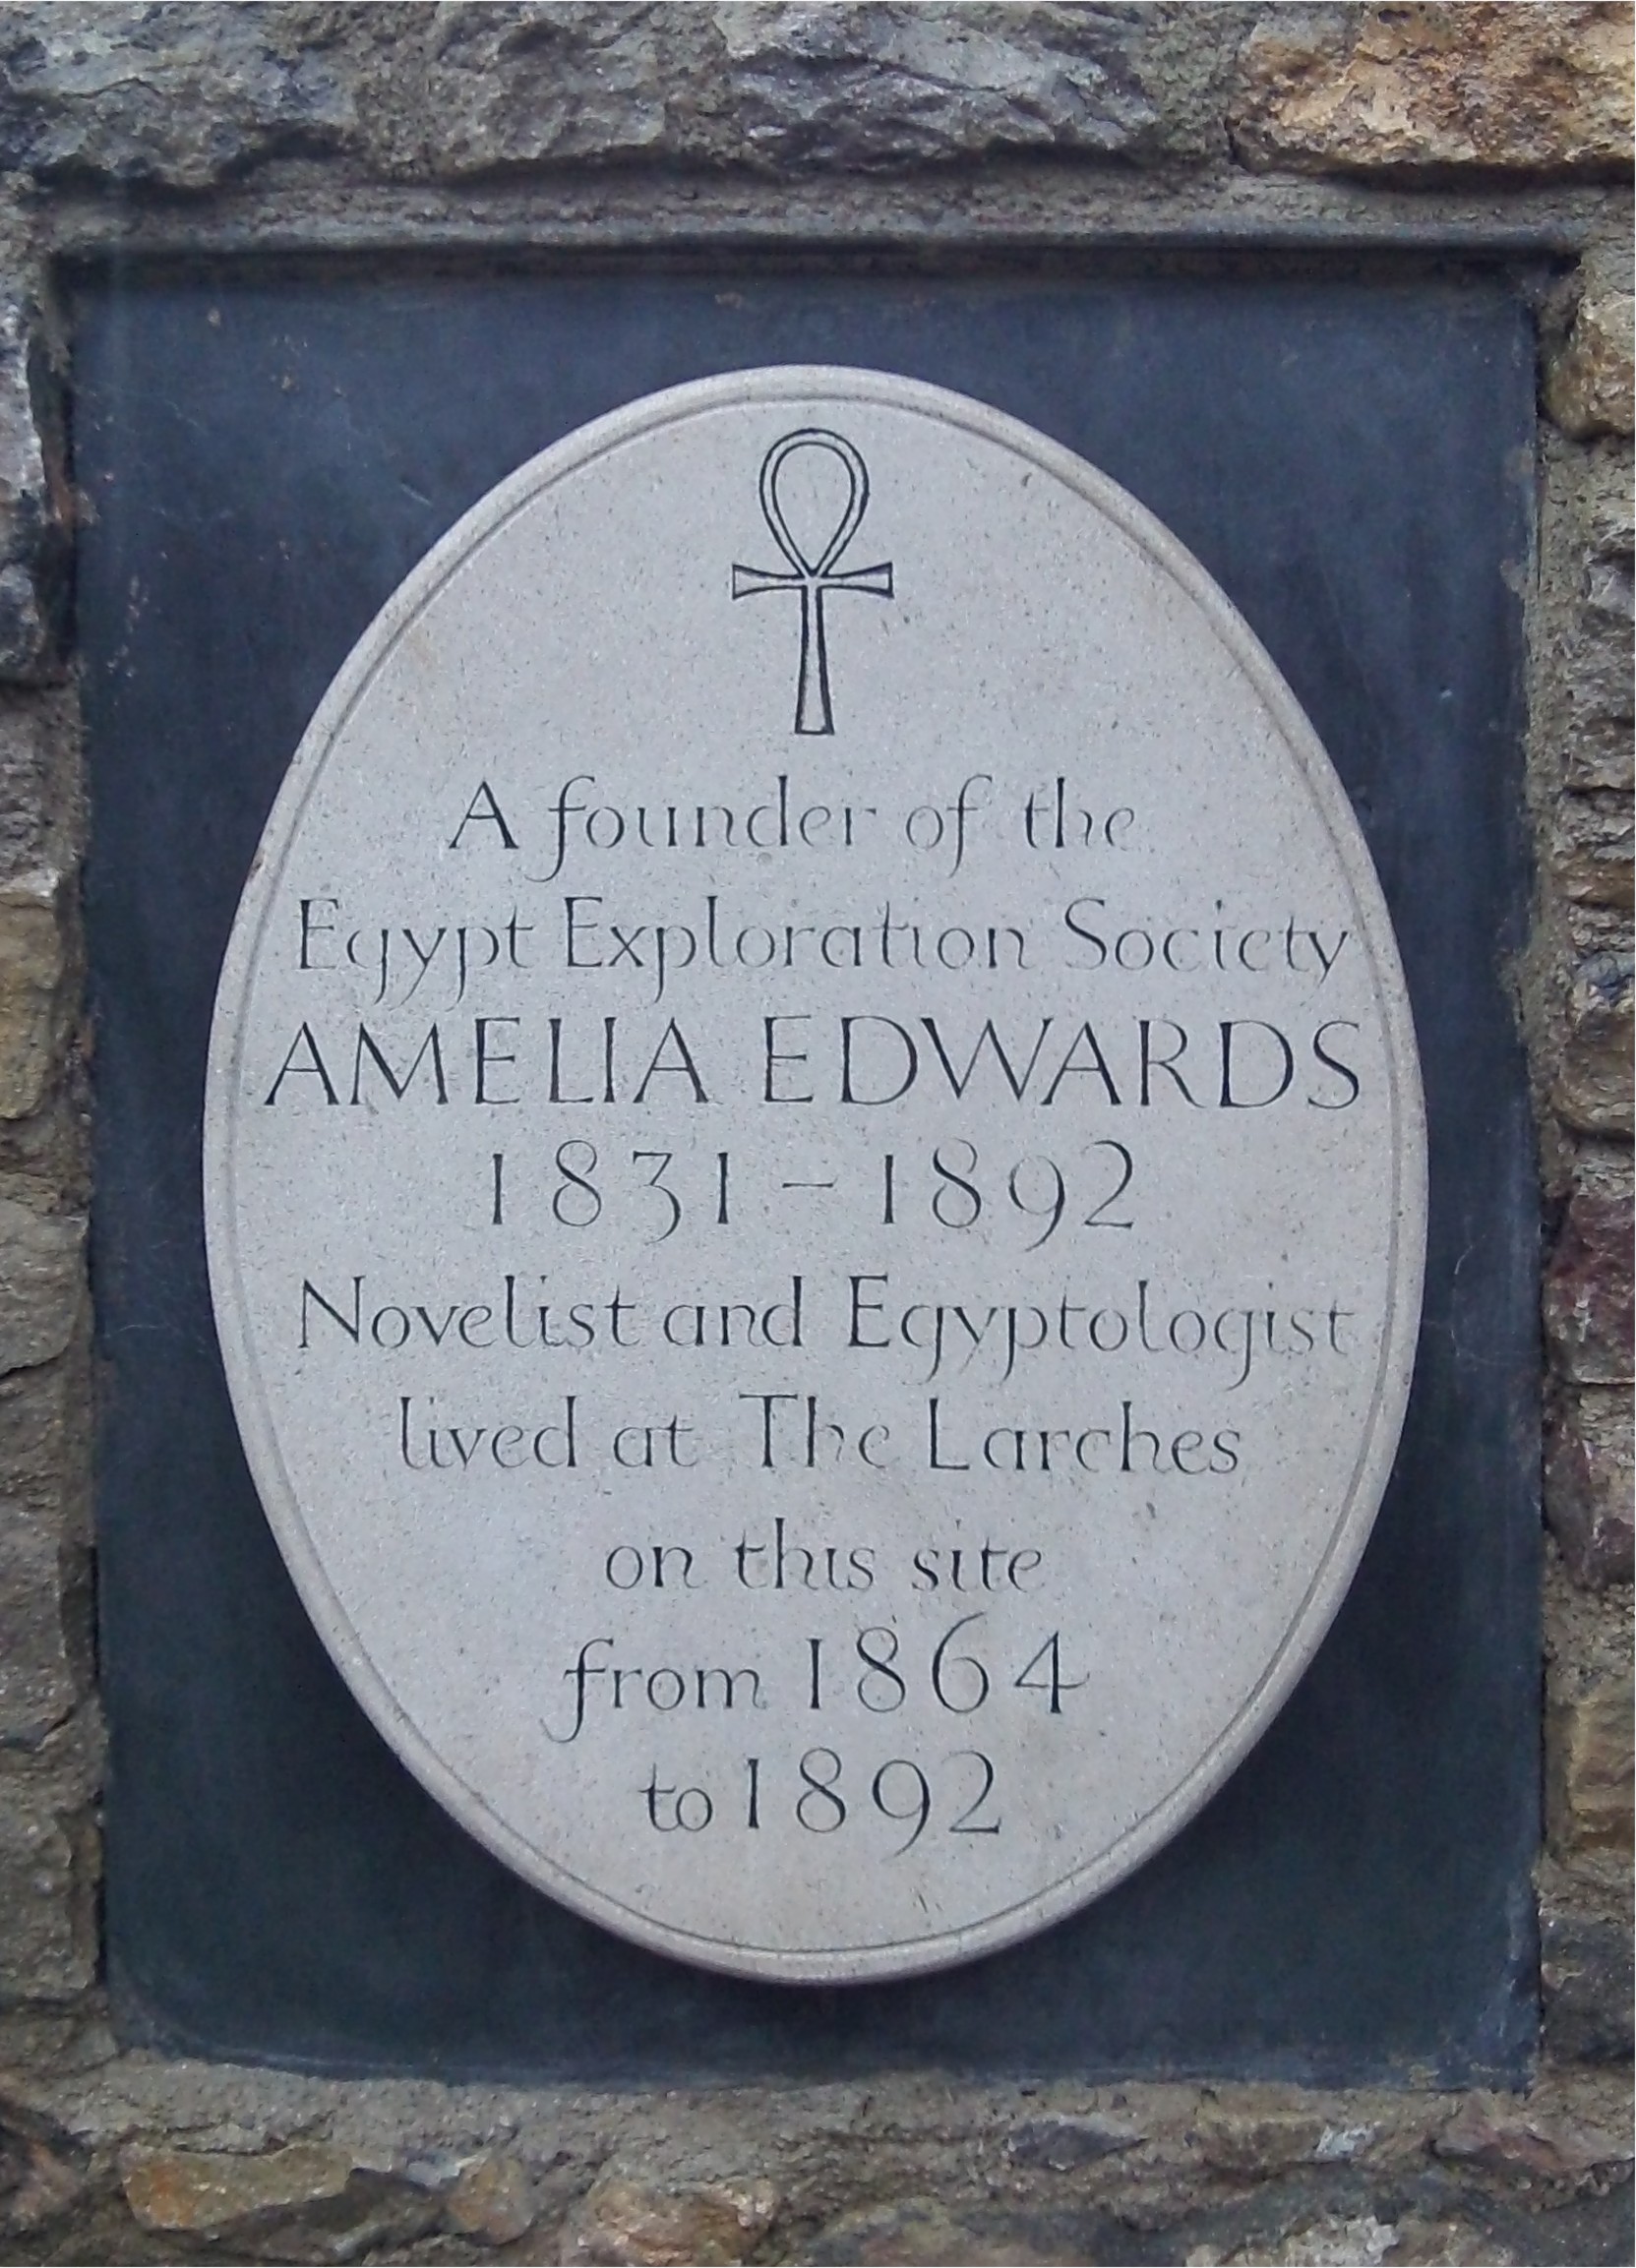 A founder of the
Egypt Exploration Society
AMELIA EDWARDS
1831 – 1892
Novelist and Egyptologist
lived at The Larches
on this site
from 1864
to 1892